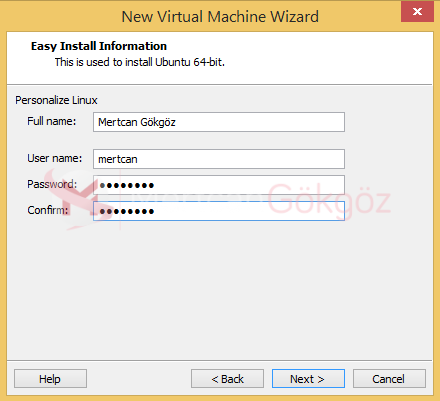 New Virtual Machine Wizard
Easy Install Information
This is used to install Ubuntu 64-bit.
Personalize Linux
Full name: Mertcan Gökgöz
User name: mertcan
Password: ●●●●●●●●
Confirm: ●●●●●●●●
Gökgöz
Help < Back Next > Cancel